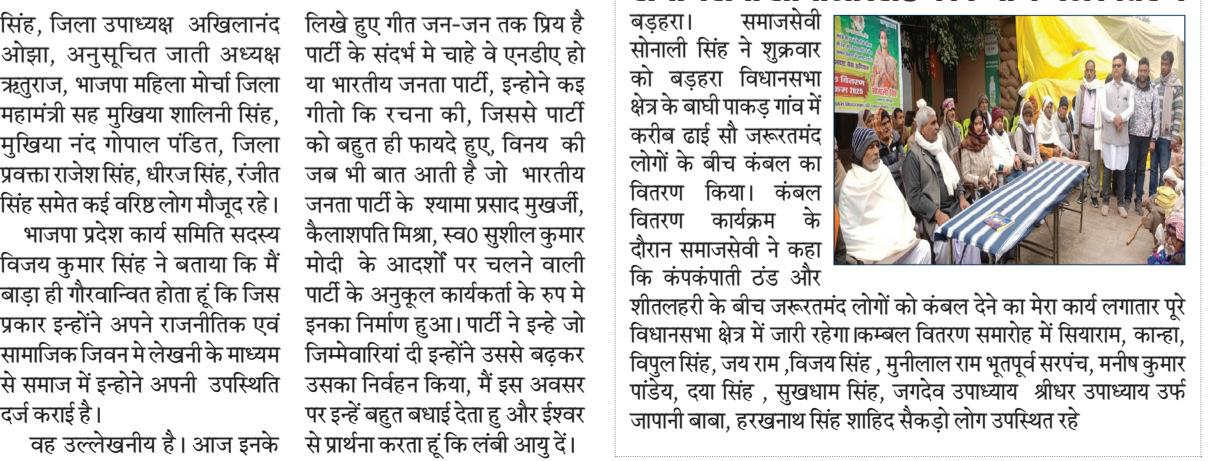 सिंह, जिला उपाध्यक्ष अखिलानंद
ओझा, अनुसूचित जाती अध्यक्ष
ऋतुराज, भाजपा महिला मोर्चा जिला
महामंत्री सह मुखिया शालिनी सिंह,
मुखिया नंद गोपाल पंडित, जिला
प्रवक्ता राजेश सिंह, धीरज सिंह, रंजीत
सिंह समेत कई वरिष्ठ लोग मौजूद रहे।
भाजपा प्रदेश कार्य समिति सदस्य
विजय कुमार सिंह ने बताया कि मैं
बाड़ा ही गौरवान्वित होता हूं कि जिस
प्रकार इन्होंने अपने राजनीतिक एवं
सामाजिक जिवन मे लेखनी के माध्यम
से समाज में इन्होने अपनी उपस्थिति
दर्ज कराई है।
वह उल्लेखनीय है। आज इनके
लिखे हुए गीत जन-जन तक प्रिय है
पार्टी के संदर्भ मे चाहे वे एनडीए हो
या भारतीय जनता पार्टी, इन्होने कइ
गीतो कि रचना की, जिससे पार्टी
को बहुत ही फायदे हुए, विनय की
जब भी बात आती है जो भारतीय
जनता पार्टी के श्यामा प्रसाद मुखर्जी,
कैलाशपति मिश्रा, स्व0 सुशील कुमार
मोदी के आदर्शों पर चलने वाली
पार्टी के अनुकूल कार्यकर्ता के रुप मे
इनका निर्माण हुआ। पार्टी ने इन्हे जो
जिम्मेवारियां दी इन्होंने उससे बढ़कर
उसका निर्वहन किया, मैं इस अवसर
पर इन्हें बहुत बधाई देता हु और ईश्वर
से प्रार्थना करता हूं कि लंबी आयु दें।
बड़हरा। समाजसेवी
सोनाली सिंह ने शुक्रवार
को बड़हरा विधानसभा
क्षेत्र के बाघी पाकड़ गांव में
करीब ढाई सौ जरूरतमंद
लोगों के बीच कंबल का
वितरण किया। कंबल
वितरण कार्यक्रम के
दौरान समाजसेवी ने कहा
कि कंपकंपाती ठंड और
शीतलहरी के बीच जरूरतमंद लोगों को कंबल देने का मेरा कार्य लगातार पूरे
विधानसभा क्षेत्र में जारी रहेगा।कम्बल वितरण समारोह में सियाराम, कान्हा,
विपुल सिंह, जय राम ,विजय सिंह , मुनीलाल राम भूतपूर्व सरपंच, मनीष कुमार
पांडेय, दया सिंह , सुखधाम सिंह, जगदेव उपाध्याय श्रीधर उपाध्याय उर्फ
जापानी बाबा, हरखनाथ सिंह शाहिद सैकड़ो लोग उपस्थित रहे